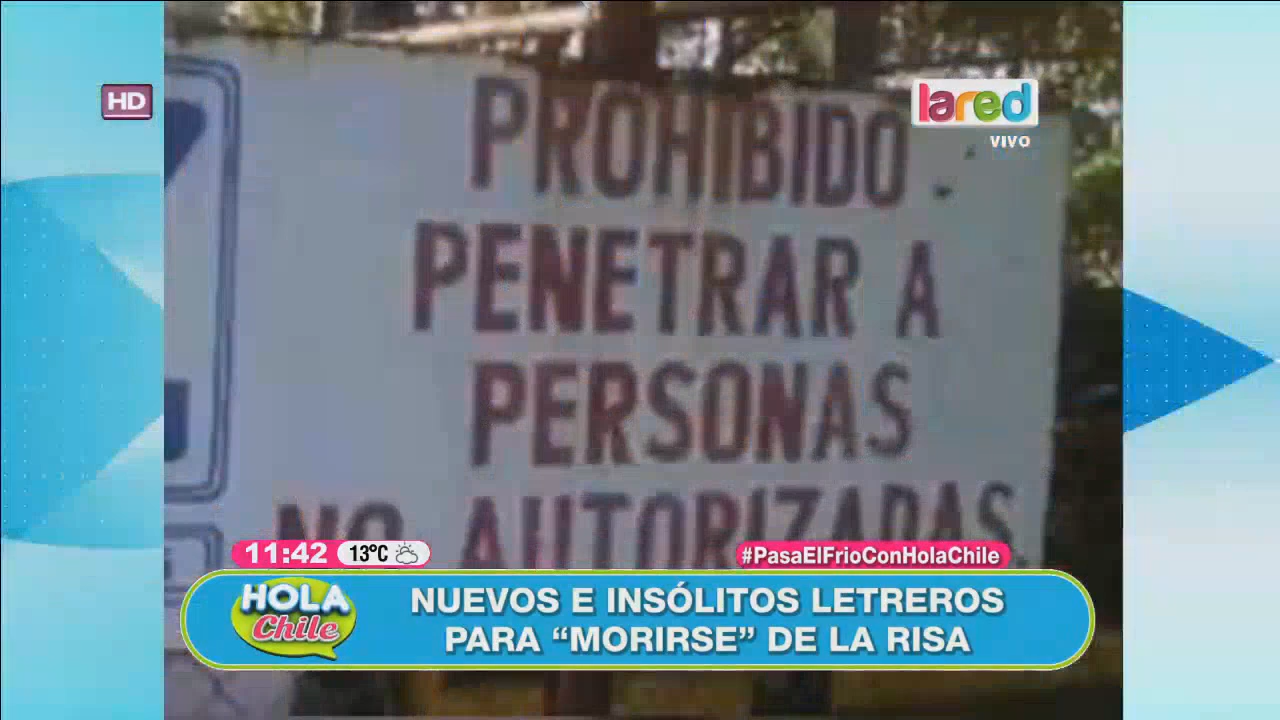 HD
lared
VIVO
PROHIBIDO
PENETRAR A
PERSONAS
NO AUTORIZADAS
11:42 13°C
#PasaElFrioConHolaChile
HOLA
Chile
NUEVOS E INSÓLITOS LETREROS
PARA “MORIRSE” DE LA RISA